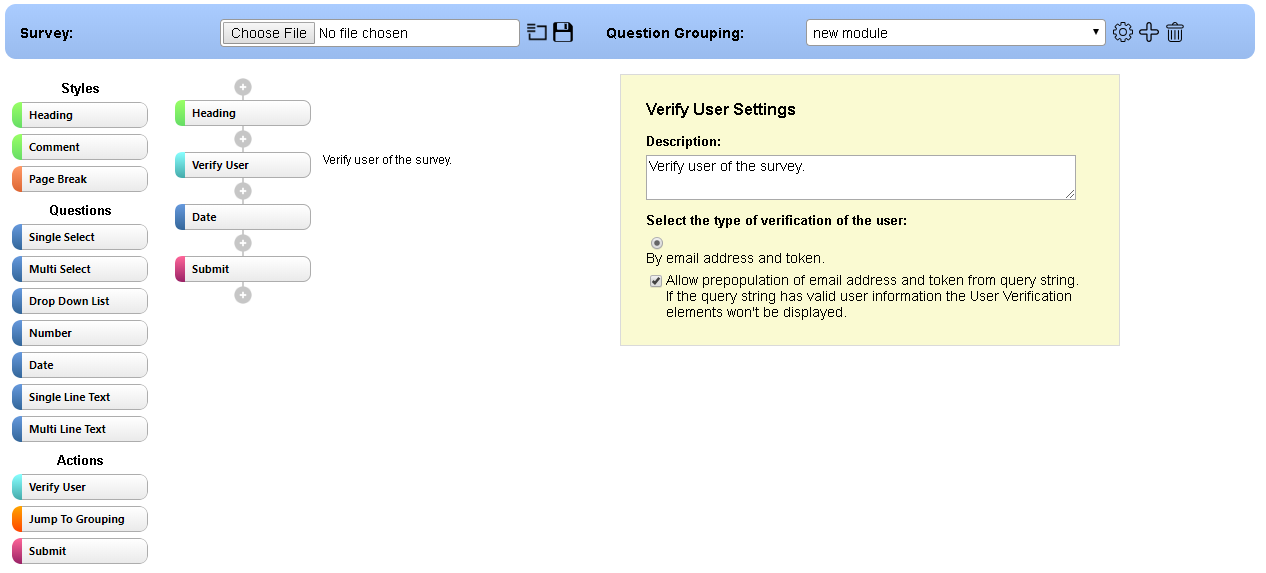 Survey:
Choose File No file chosen
Question Grouping:
new module
Styles
Heading
Comment
Page Break
Questions
Single Select
Multi Select
Drop Down List
Number
Date
Single Line Text
Multi Line Text
Actions
Verify User
Jump To Grouping
Submit
Heading
Verify User
Verify user of the survey.
Date
Submit
Verify User Settings
Description:
Verify user of the survey.
Select the type of verification of the user:
By email address and token.
Allow prepopulation of email address and token from query string.
If the query string has valid user information the User Verification
elements won't be displayed.